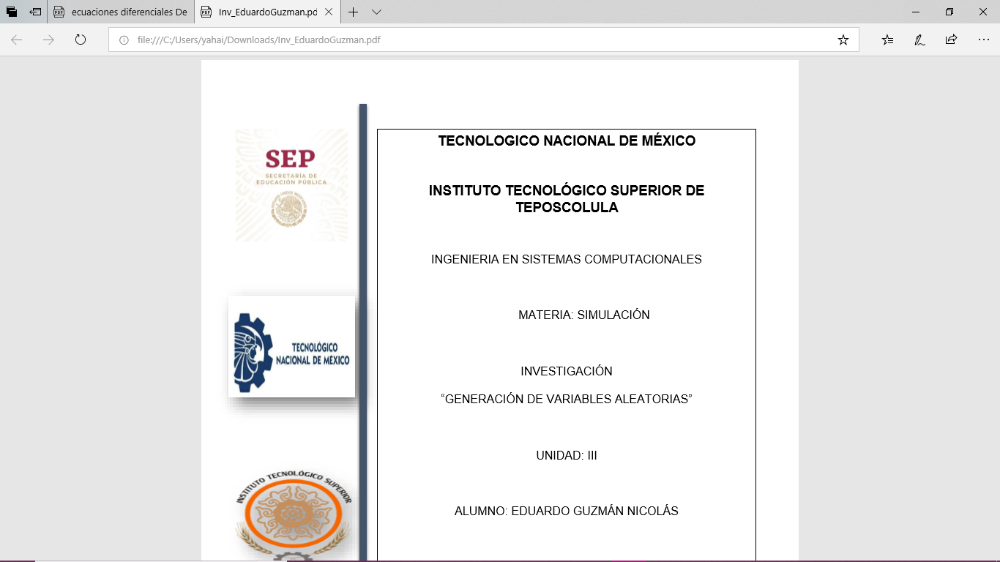 ecuaciones diferenciales De
Inv_EduardoGuzman.pd
file:///C:/Users/yahai/Downloads/Inv_EduardoGuzman.pdf
SEP
SECRETARÍA DE
EDUCACIÓN PÚBLICA
TECNOLÓGICO
NACIONAL DE MÉXICO
INSTITUTO TECNOLÓGICO SUPERIOR
TECNOLOGICO NACIONAL DE MÉXICO
INSTITUTO TECNOLÓGICO SUPERIOR DE
TEPOSCOLULA
INGENIERIA EN SISTEMAS COMPUTACIONALES
MATERIA: SIMULACIÓN
INVESTIGACIÓN
“GENERACIÓN DE VARIABLES ALEATORIAS”
UNIDAD: III
ALUMNO: EDUARDO GUZMÁN NICOLÁS